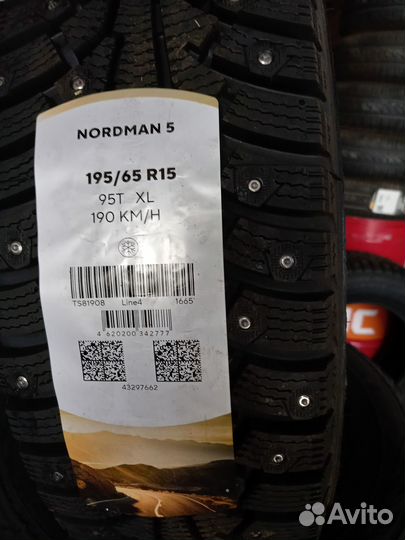 NORDMAN 5
195/65 R15
95T XL
190 KM/H
TS81908 Line4 1665
4 620200 342777
43297662
Avito